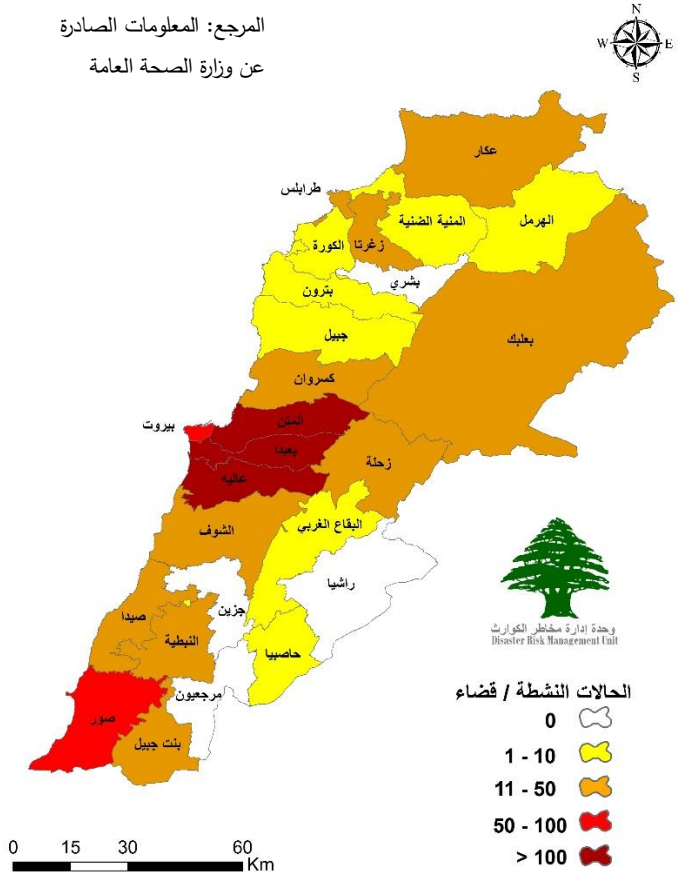 المرجع: المعلومات الصادرة
عن وزارة الصحة العامة
N
W E
S
عكار
طرابلس
المنية الضنية
الهرمل
زغرتا
الكورة
بشري
بترون
جبيل
بعلبك
كسروان
المتن
بيروت
بعبدا
زحلة
عاليه
الشوف
البقاع الغربي
راشيا
جزين
صيدا
النبطية
حاصبيا
مرجعيون
صور
بنت جبيل
وحدة إدارة مخاطر الكوارث
Disaster Risk Management Unit
الحالات النشطة / قضاء
0
1 - 10
11 - 50
50 - 100
> 100
0 15 30 60
Km